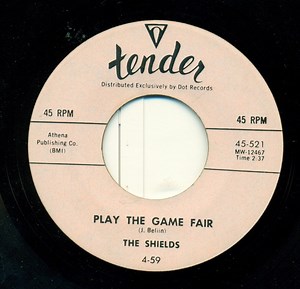 tender
Distributed Exclusively by Dot Records
45 RPM
45 RPM
Athena
Publishing Co.
(BMI)
45-521
MW-12467
Time 2:37
PLAY THE GAME FAIR
(J. Beliin)
THE SHIELDS
4-59